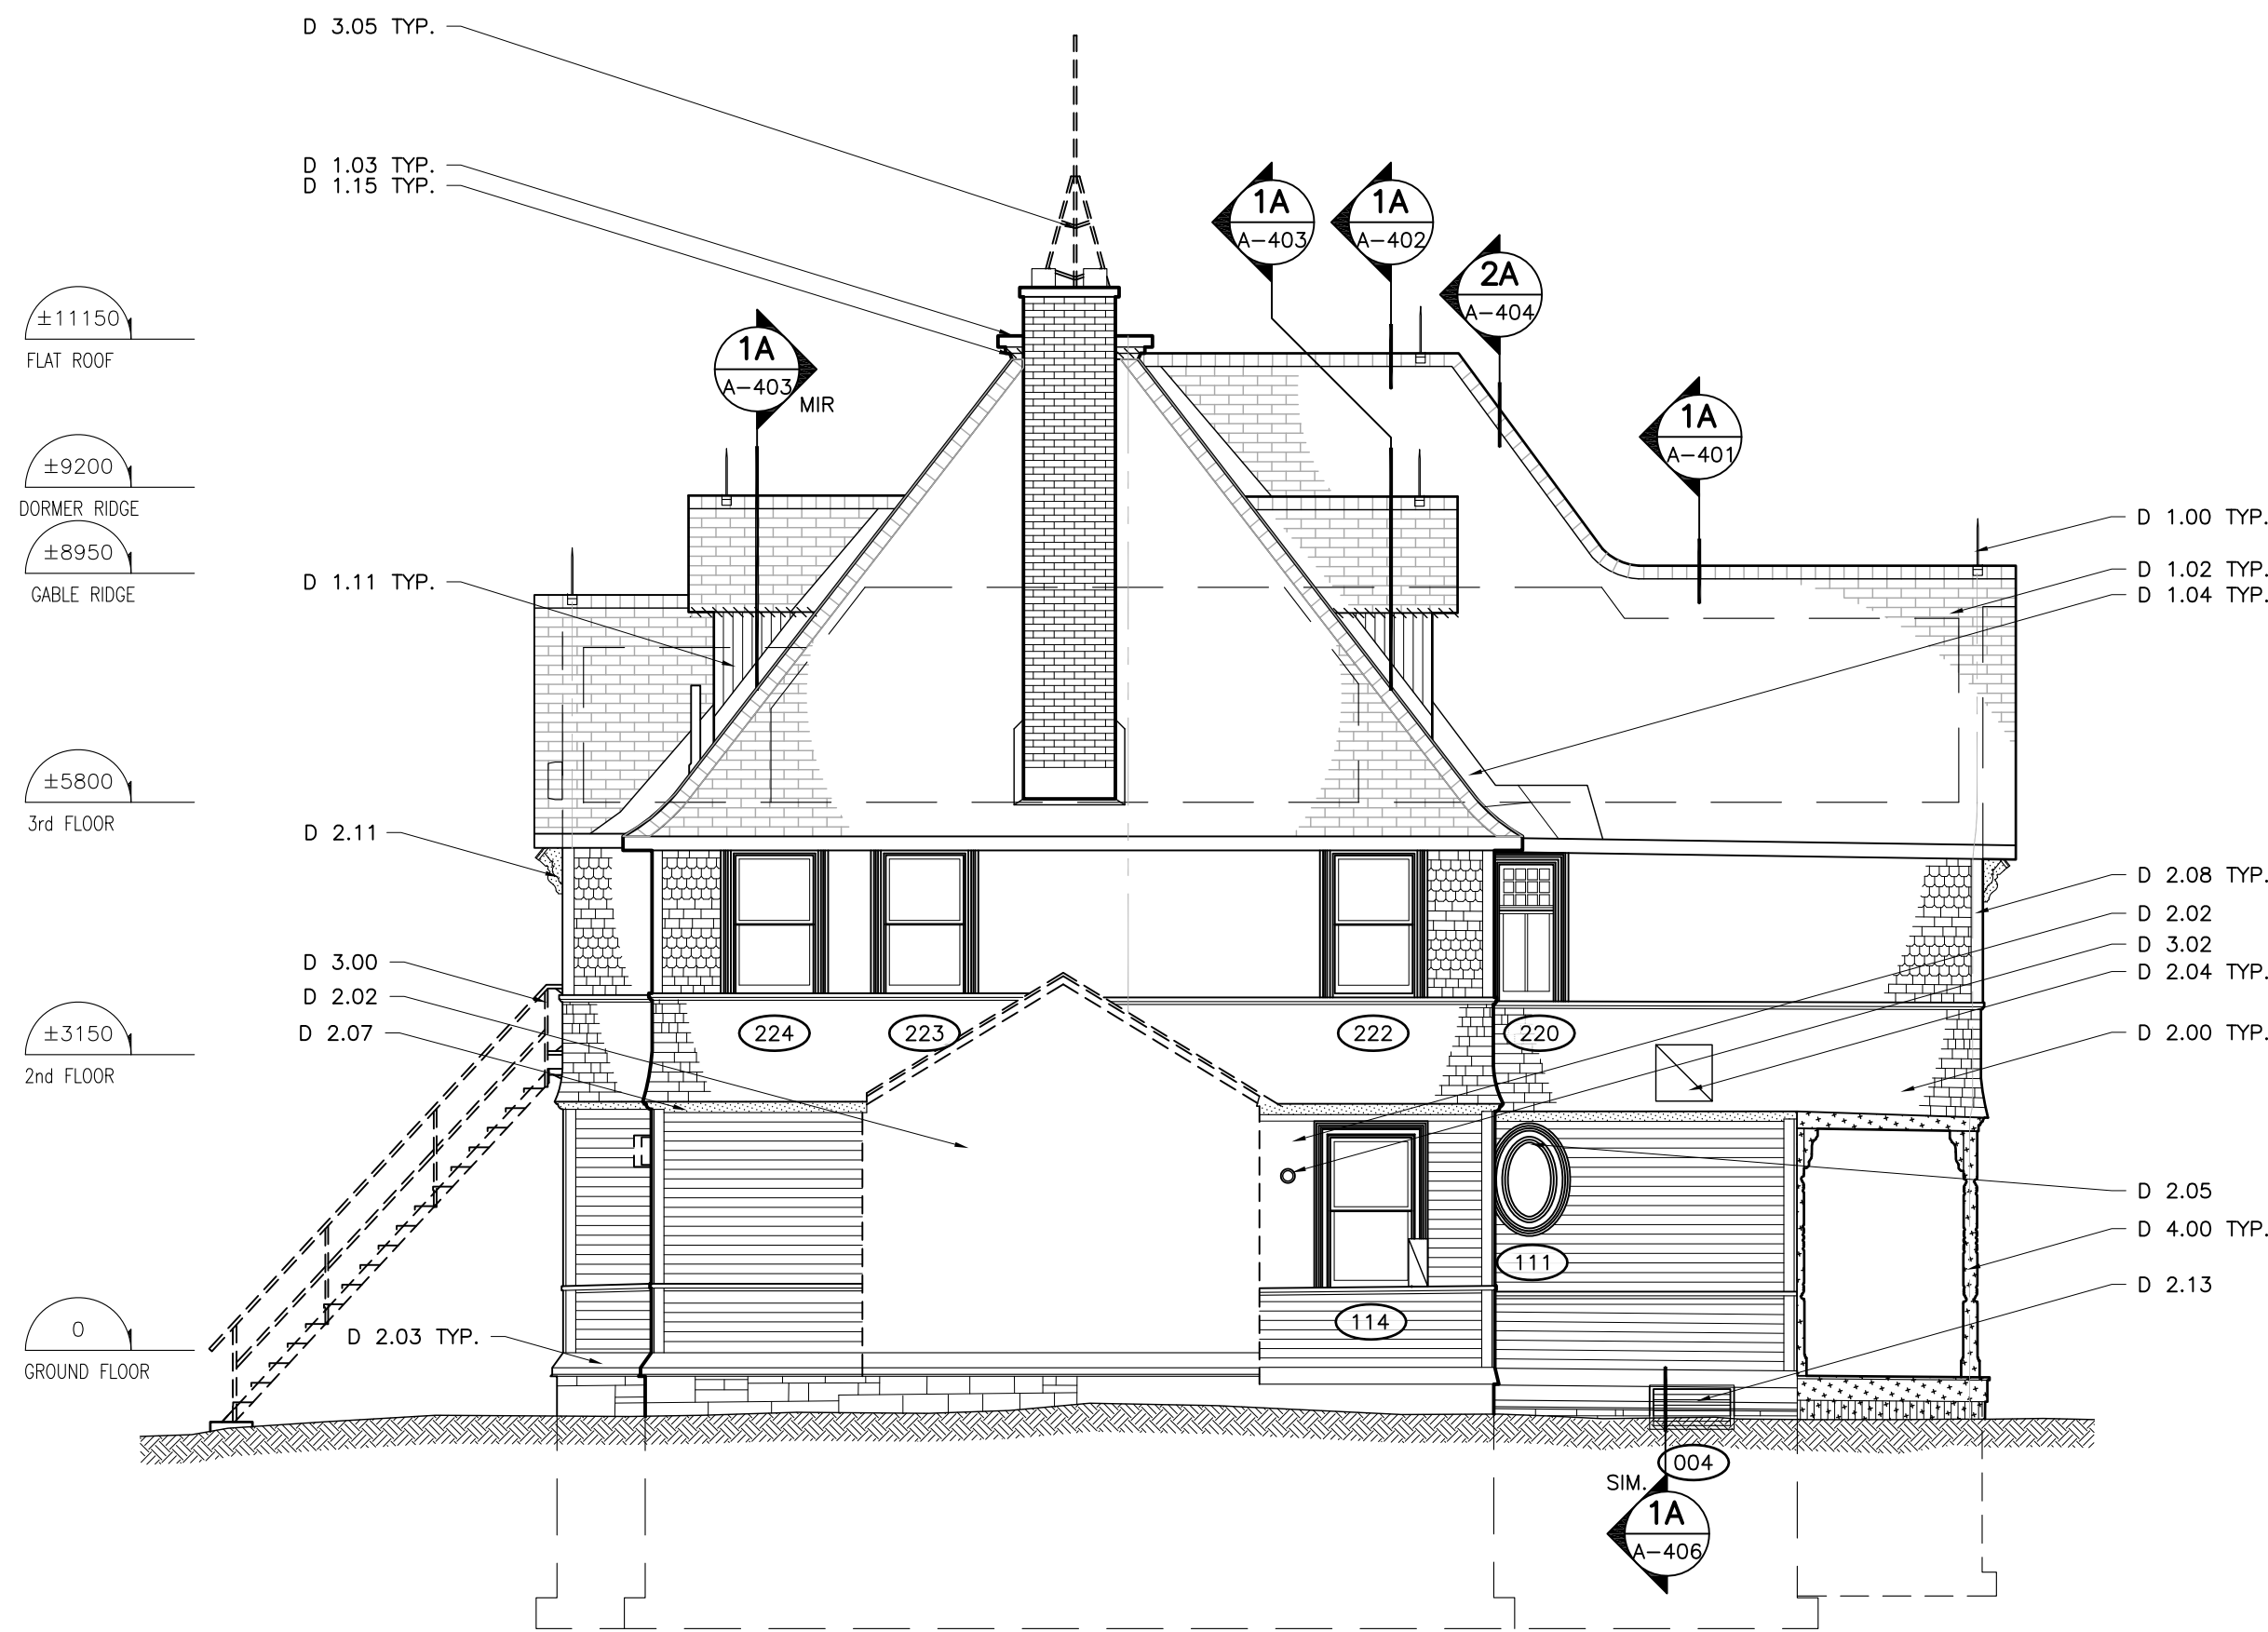 D 3.05 TYP.
D 1.03 TYP.
D 1.15 TYP.
1A
A-403
1A
A-402
2A
A-404
1A
A-403
MIR
1A
A-401
±11150
FLAT ROOF
±9200
DORMER RIDGE
±8950
GABLE RIDGE
±5800
3rd FLOOR
±3150
2nd FLOOR
0
GROUND FLOOR
D 1.11 TYP.
D 2.11
D 3.00
D 2.02
D 2.07
D 2.03 TYP.
D 1.00 TYP.
D 1.02 TYP.
D 1.04 TYP.
D 2.08 TYP.
D 2.02
D 3.02
D 2.04 TYP.
D 2.00 TYP.
D 2.05
D 4.00 TYP.
D 2.13
224
223
222
220
111
114
004
SIM.
1A
A-406